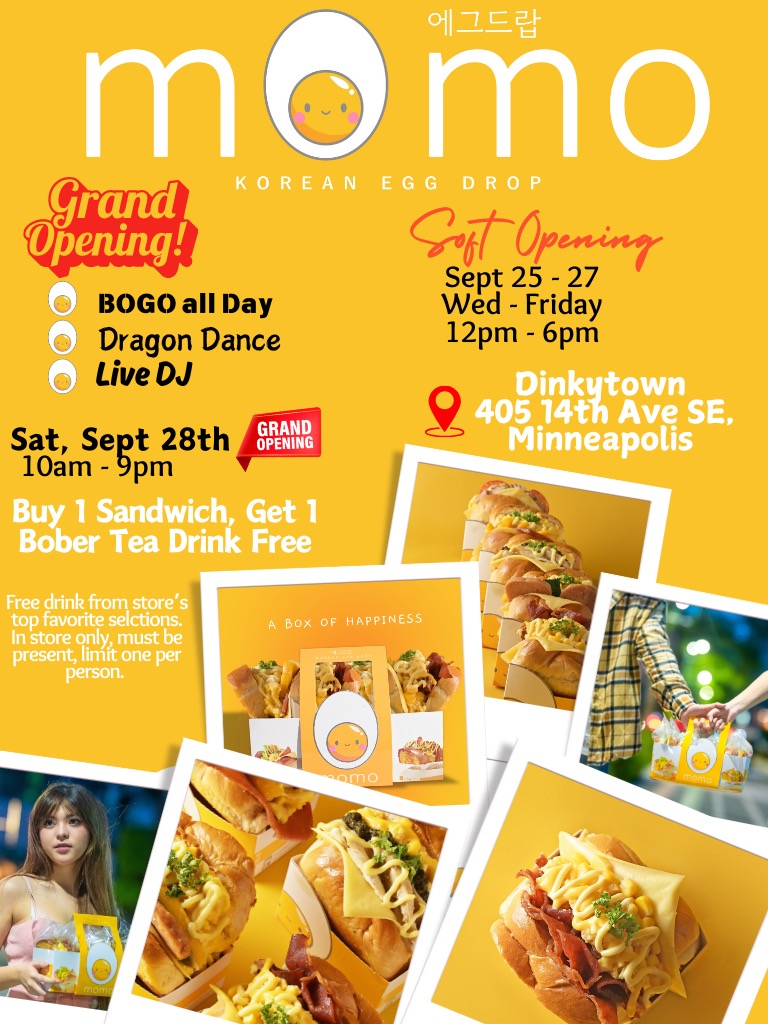 에그드랍
momo
KOREAN EGG DROP
Grand
Opening!
BOGO all Day
Dragon Dance
Live DJ
Sat, Sept 28th
GRAND
OPENING
10am - 9pm
Buy 1 Sandwich, Get 1
Bober Tea Drink Free
Free drink from store's
top favorite selctions.
In store only, must be
present, limit one per
person.
Soft Opening
Sept 25 - 27
Wed - Friday
12pm - 6pm
Dinkytown
405 14th Ave SE,
Minneapolis
A BOX OF HAPPINESS
momo
momo
momo